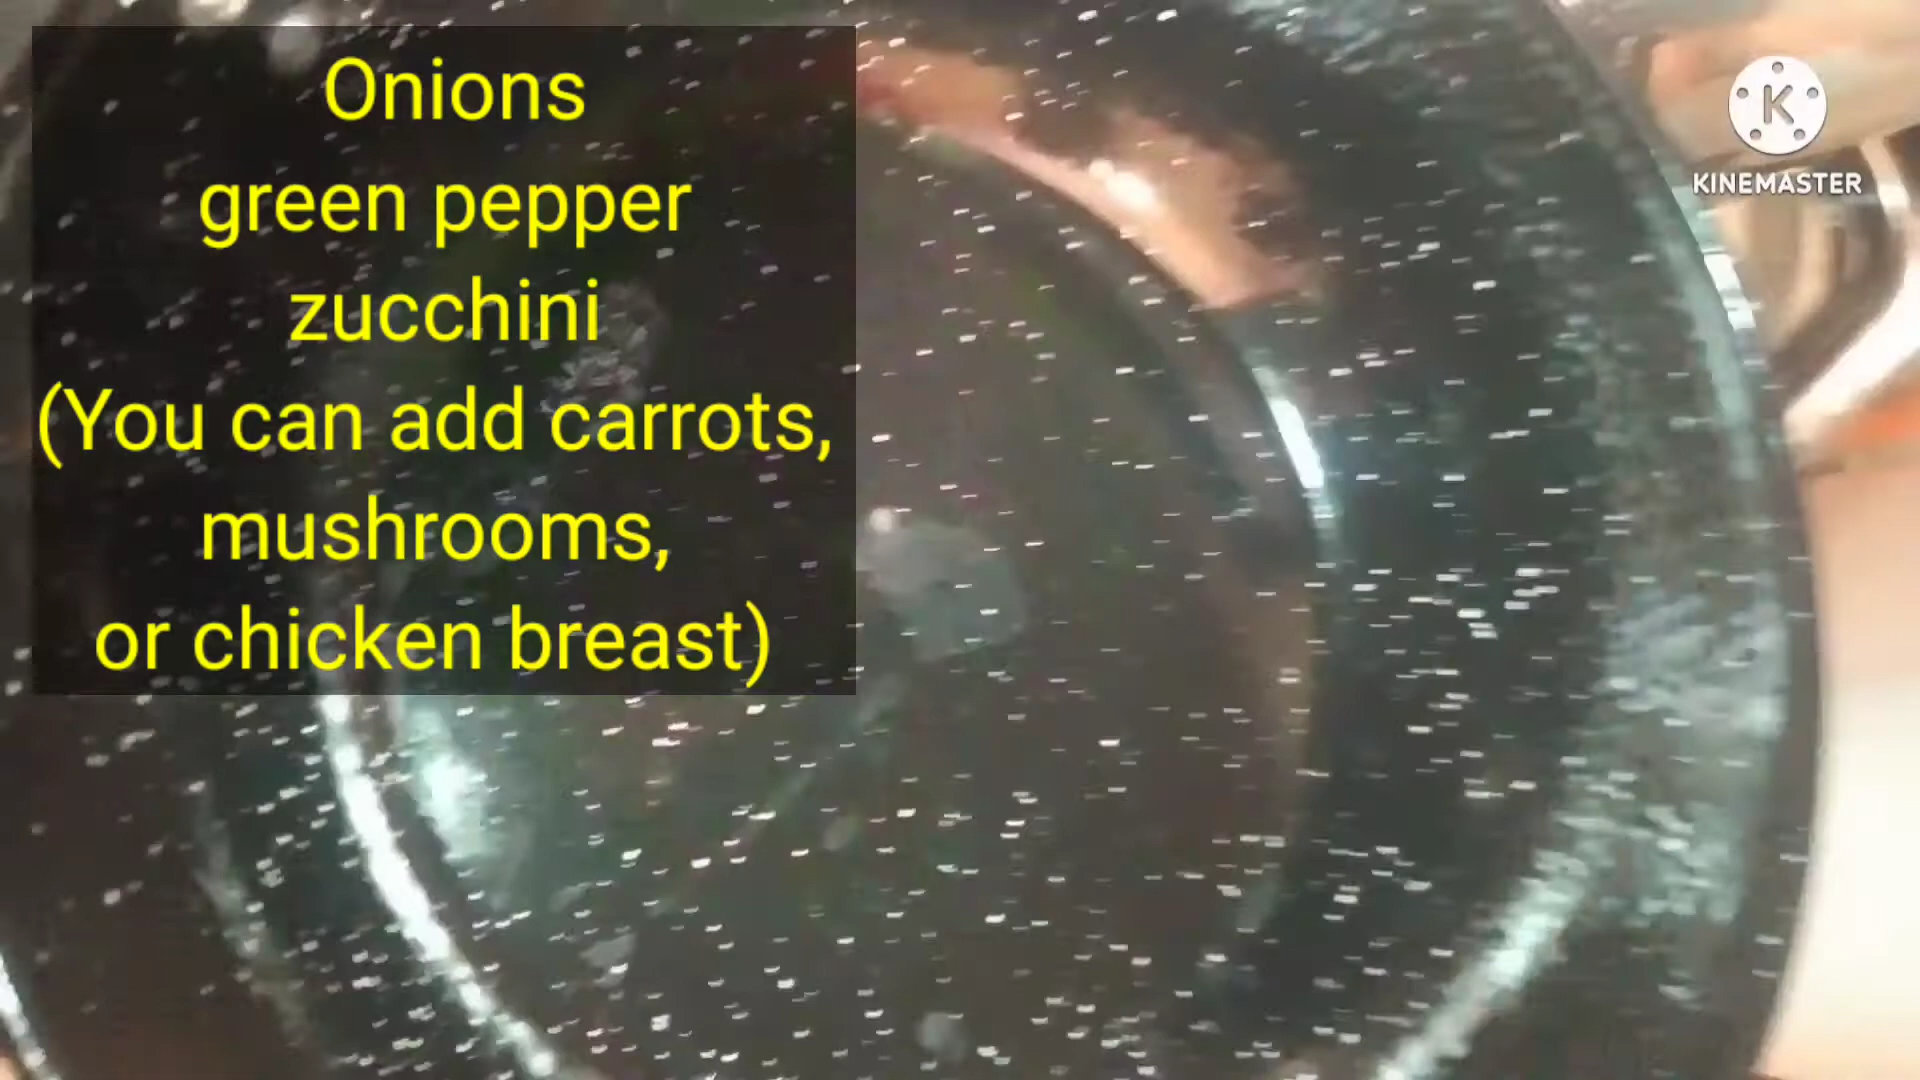 Onions
green pepper
zucchini
(You can add carrots,
mushrooms,
or chicken breast)
KINEMASTER